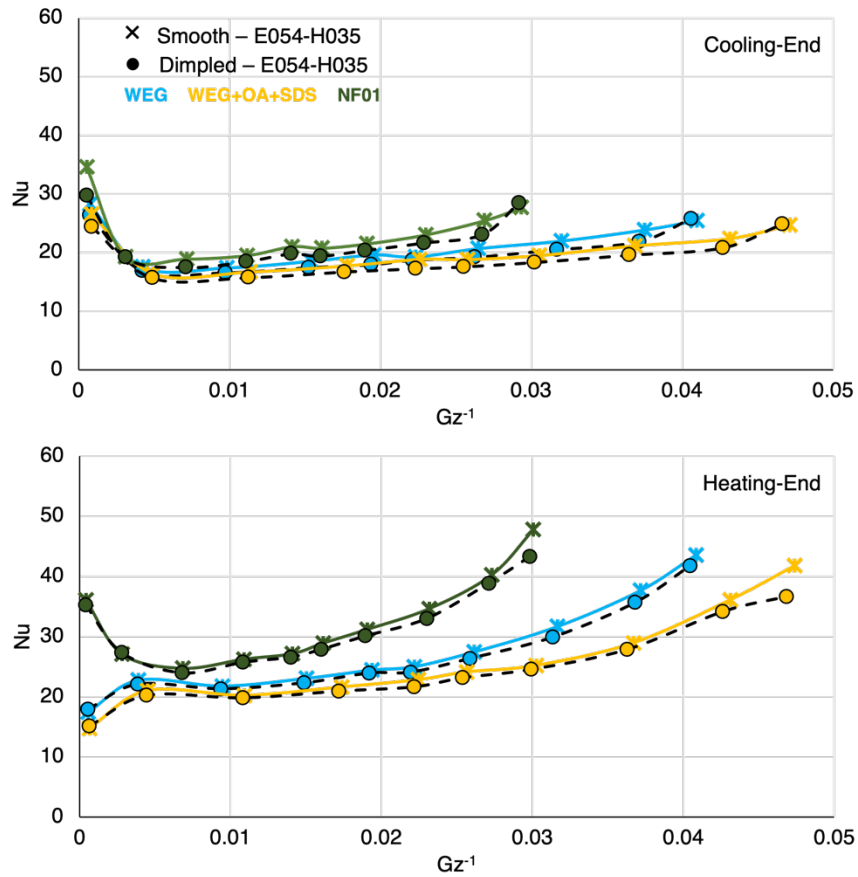 60
Smooth – E054-H035
Cooling-End
50
Dimpled – E054-H035
WEG WEG+OA+SDS NF01
40
Nu
30
20
10
0
0 0.01 0.02 0.03 0.04 0.05
Gz⁻¹
60
Heating-End
50
40
Nu
30
20
10
0
0 0.01 0.02 0.03 0.04 0.05
Gz⁻¹